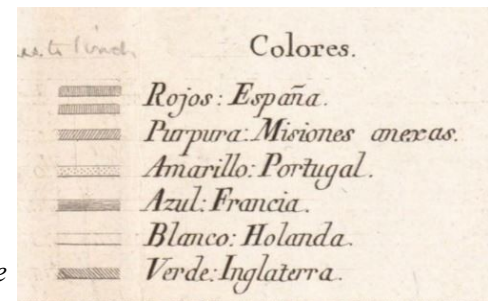 Colores.
Rojos: España.
Purpura: Misiones anexas.
Amarillo: Portugal.
Azul: Francia.
Blanco: Holanda.
Verde: Inglaterra.
e